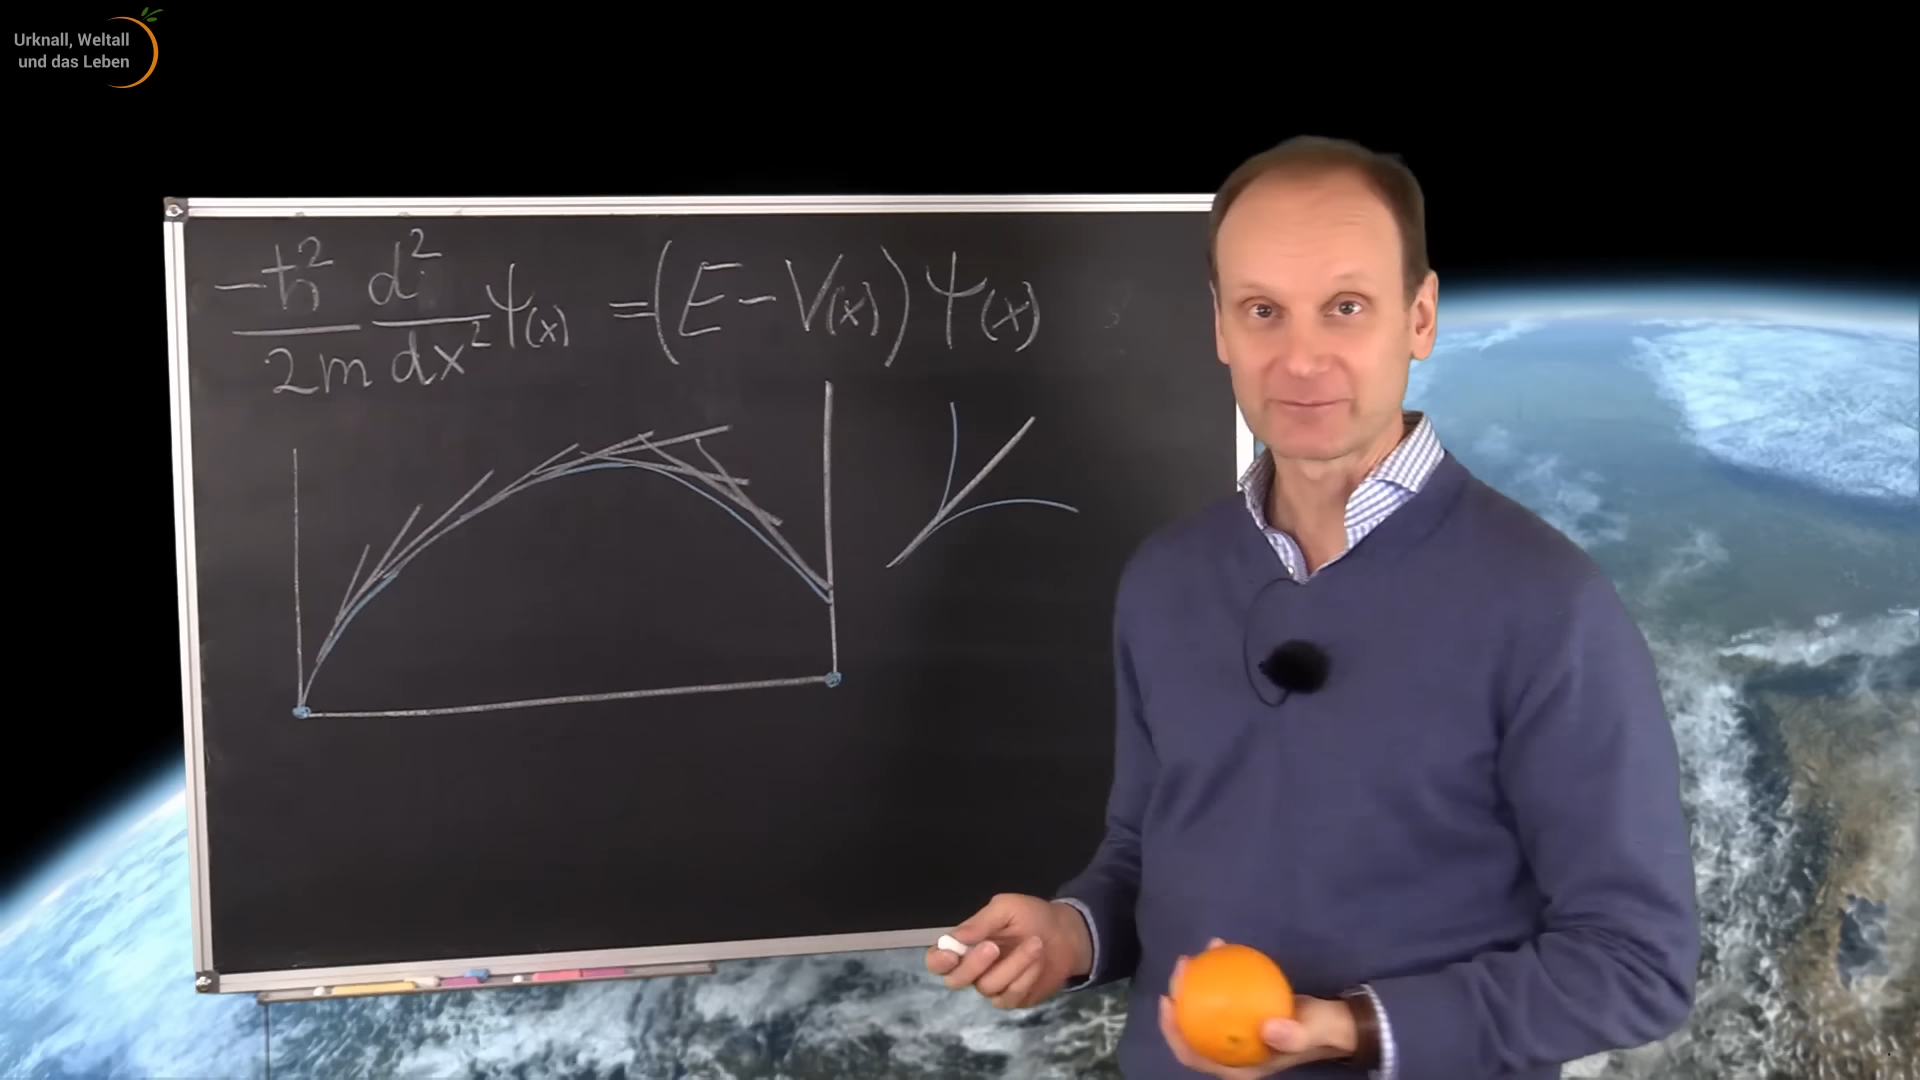 Urknall, Weltall
und das Leben
-ħ²/2m d²/dx² ψ(x) = (E - V(x)) ψ(x)